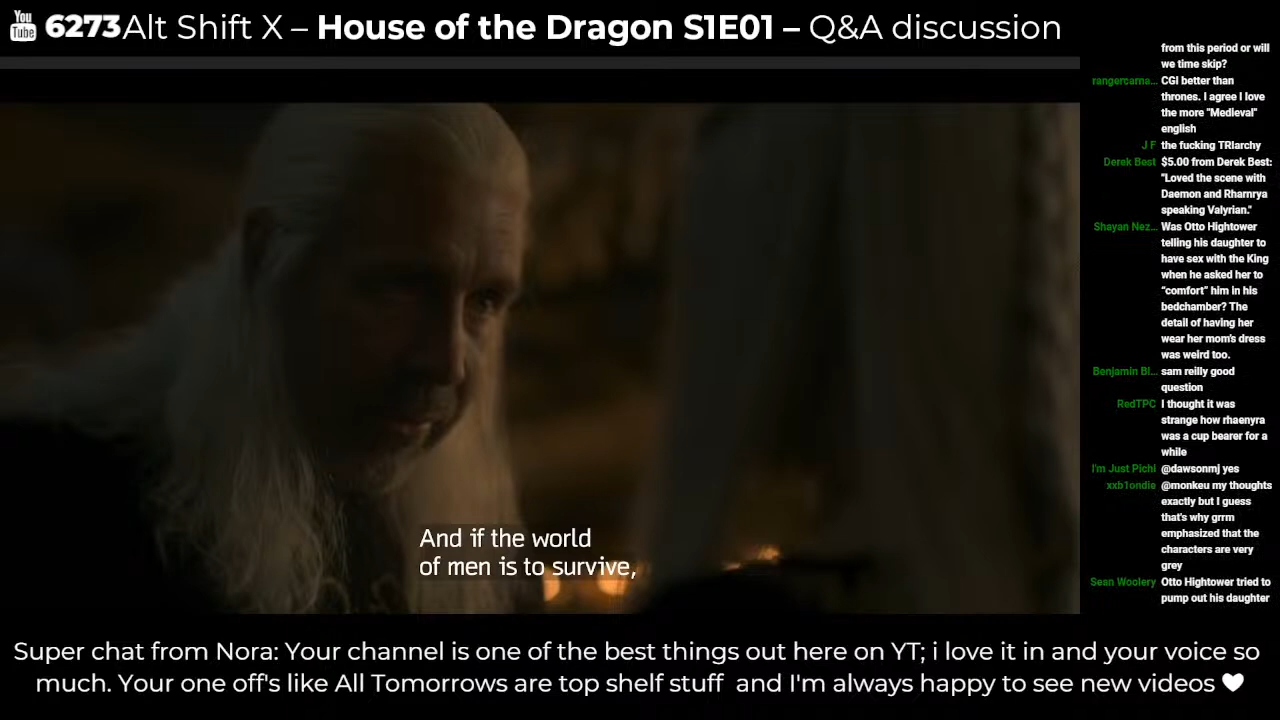 You
Tube
6273 Alt Shift X – House of the Dragon S1E01 – Q&A discussion
from this period or will
we time skip?
rangercama... CGI better than
thrones. I agree I love
the more "Medieval"
english
J F the fucking TRIarchy
Derek Best $5.00 from Derek Best:
"Loved the scene with
Daemon and Rhamrya
speaking Valyrian."
Shayan Nez... Was Otto Hightower
telling his daughter to
have sex with the King
when he asked her to
“comfort” him in his
bedchamber? The
detail of having her
wear her mom's dress
was weird too.
Benjamin Bl... sam reilly good
question
RedTPC I thought it was
strange how rhaenyra
was a cup bearer for a
while
I'm Just Pichi @dawsonmj yes
xxb1ondie @monkeu my thoughts
exactly but I guess
that's why grrm
emphasized that the
characters are very
grey
Sean Woolery Otto Hightower tried to
pump out his daughter
And if the world
of men is to survive,
Super chat from Nora: Your channel is one of the best things out here on YT; i love it in and your voice so
much. Your one off's like All Tomorrows are top shelf stuff and I'm always happy to see new videos ♥